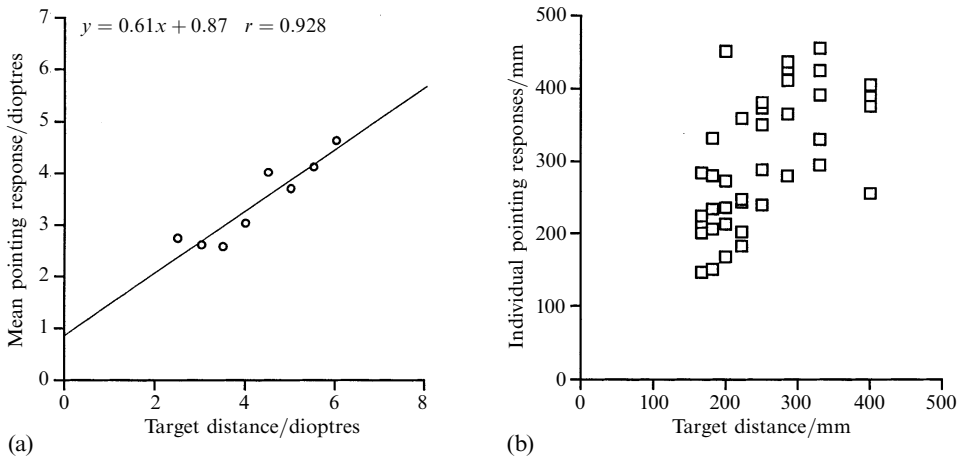 y = 0.61x + 0.87 r = 0.928
Mean pointing response/dioptres
7
6
5
4
3
2
1
0
0 2 4 6 8
Target distance/dioptres
(a)
Individual pointing responses/mm
500
400
300
200
100
0
0 100 200 300 400 500
Target distance/mm
(b)